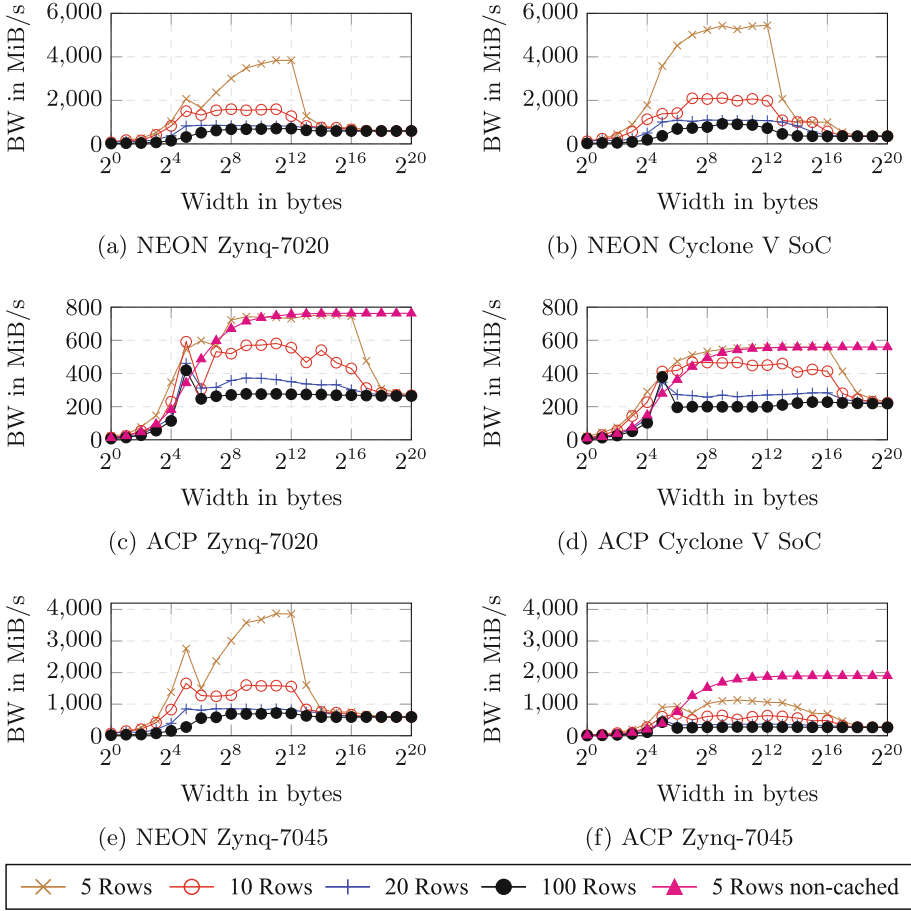 6,000
4,000
2,000
0
BW in MiB/s
2^0 2^4 2^8 2^12 2^16 2^20
Width in bytes
(a) NEON Zynq-7020
6,000
4,000
2,000
0
BW in MiB/s
2^0 2^4 2^8 2^12 2^16 2^20
Width in bytes
(b) NEON Cyclone V SoC
800
600
400
200
0
BW in MiB/s
2^0 2^4 2^8 2^12 2^16 2^20
Width in bytes
(c) ACP Zynq-7020
800
600
400
200
0
BW in MiB/s
2^0 2^4 2^8 2^12 2^16 2^20
Width in bytes
(d) ACP Cyclone V SoC
4,000
3,000
2,000
1,000
0
BW in MiB/s
2^0 2^4 2^8 2^12 2^16 2^20
Width in bytes
(e) NEON Zynq-7045
4,000
3,000
2,000
1,000
0
BW in MiB/s
2^0 2^4 2^8 2^12 2^16 2^20
Width in bytes
(f) ACP Zynq-7045
5 Rows 10 Rows 20 Rows 100 Rows 5 Rows non-cached